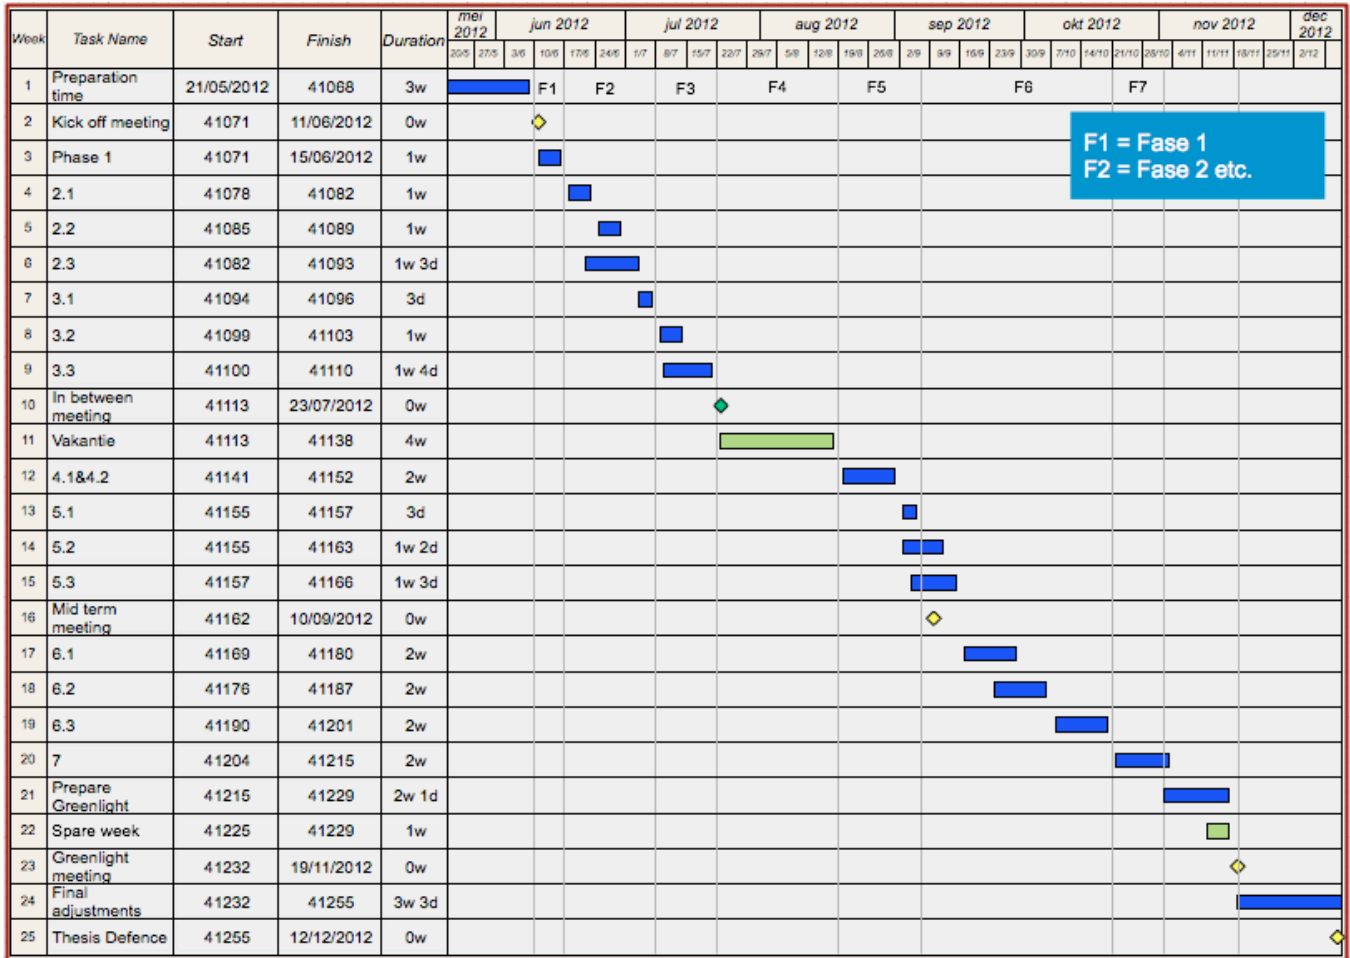 Week Task Name Start Finish Duration mei 2012 jun 2012 jul 2012 aug 2012 sep 2012 okt 2012 nov 2012 dec 2012
20/5 27/5 3/6 10/6 17/6 24/6 1/7 8/7 15/7 22/7 29/7 5/8 12/8 19/8 26/8 2/9 9/9 16/9 23/9 30/9 7/10 14/10 21/10 28/10 4/11 11/11 18/11 25/11 2/12
1 Preparation time 21/05/2012 41068 3w F1 F2 F3 F4 F5 F6 F7
2 Kick off meeting 41071 11/06/2012 0w
F1 = Fase 1
F2 = Fase 2 etc.
3 Phase 1 41071 15/06/2012 1w
4 2.1 41078 41082 1w
5 2.2 41085 41089 1w
6 2.3 41082 41093 1w 3d
7 3.1 41094 41096 3d
8 3.2 41099 41103 1w
9 3.3 41100 41110 1w 4d
10 In between meeting 41113 23/07/2012 0w
11 Vakantie 41113 41138 4w
12 4.1&4.2 41141 41152 2w
13 5.1 41155 41157 3d
14 5.2 41155 41163 1w 2d
15 5.3 41157 41166 1w 3d
16 Mid term meeting 41162 10/09/2012 0w
17 6.1 41169 41180 2w
18 6.2 41176 41187 2w
19 6.3 41190 41201 2w
20 7 41204 41215 2w
21 Prepare Greenlight 41215 41229 2w 1d
22 Spare week 41225 41229 1w
23 Greenlight meeting 41232 19/11/2012 0w
24 Final adjustments 41232 41255 3w 3d
25 Thesis Defence 41255 12/12/2012 0w